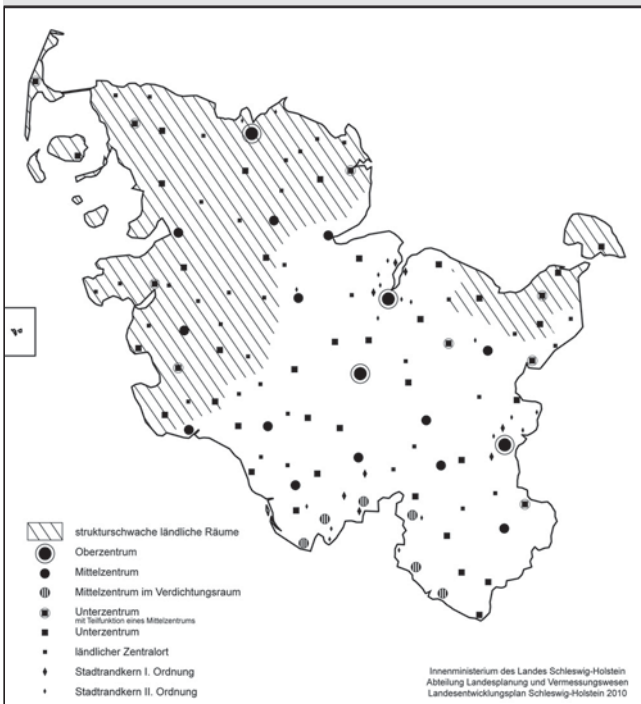 strukturschwache ländliche Räume
Oberzentrum
Mittelzentrum
Mittelzentrum im Verdichtungsraum
Unterzentrum
mit Teilfunktion eines Mittelzentrums
Unterzentrum
ländlicher Zentralort
Stadtrandkern I. Ordnung
Stadtrandkern II. Ordnung
Innenministerium des Landes Schleswig-Holstein
Abteilung Landesplanung und Vermessungswesen
Landesentwicklungsplan Schleswig-Holstein 2010